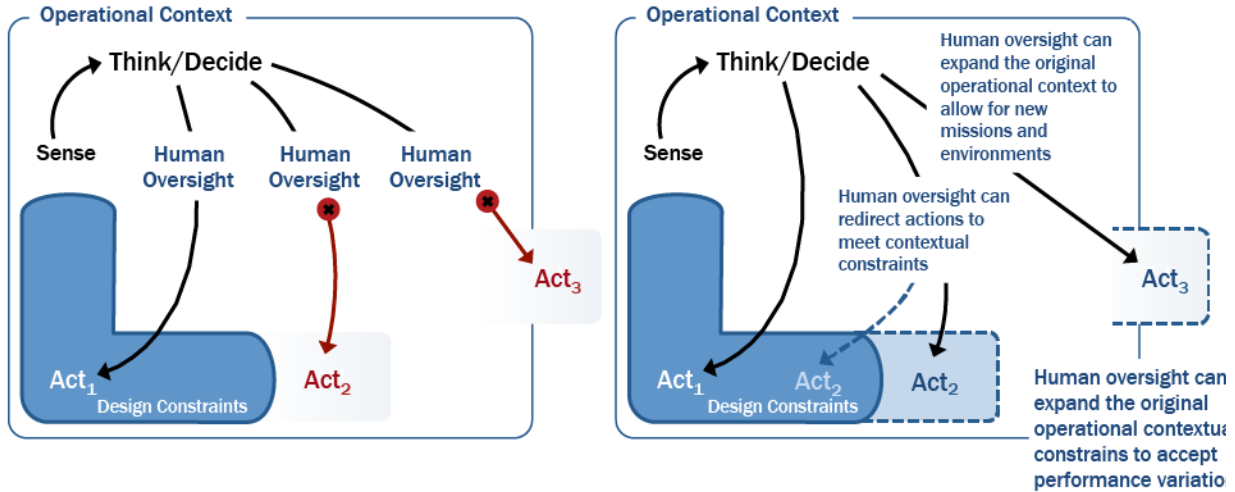 Operational Context
Think/Decide
Sense
Human
Oversight
Human
Oversight
Human
Oversight
Act3
Act1
Act2
Design Constraints
Operational Context
Think/Decide
Sense
Human oversight can
expand the original
operational context to
allow for new
missions and
environments
Human oversight can
redirect actions to
meet contextual
constraints
Act3
Act1
Act2
Act2
Design Constraints
Human oversight can
expand the original
operational contextua
constrains to accept
performance variatio